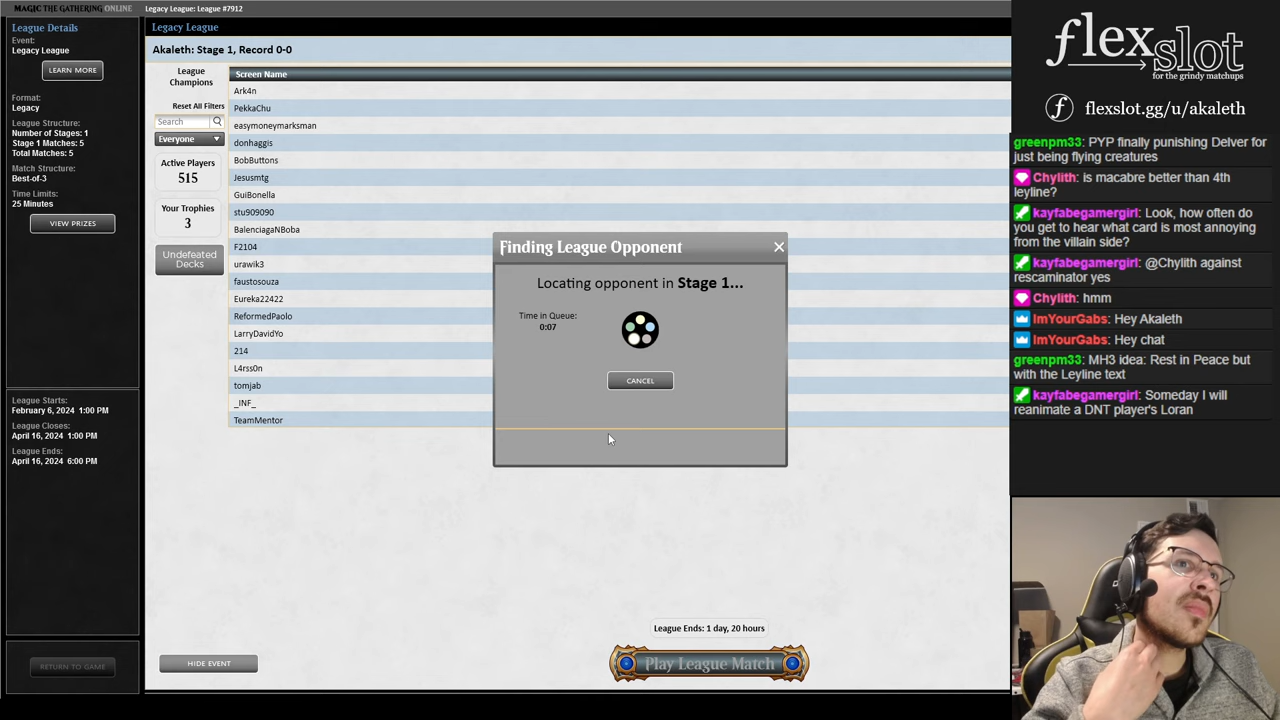 MAGIC THE GATHERING ONLINE
Legacy League: League #7912
League Details
Event:
Legacy League
LEARN MORE
Format:
Legacy
League Structure:
Number of Stages: 1
Stage 1 Matches: 5
Total Matches: 5
Match Structure:
Best-of-3
Time Limits:
25 Minutes
VIEW PRIZES
League Starts:
February 6, 2024 1:00 PM
League Closes:
April 16, 2024 1:00 PM
League Ends:
April 16, 2024 6:00 PM
RETURN TO GAME
Legacy League
Akaleth: Stage 1, Record 0-0
League
Champions
Reset All Filters
Search
Everyone
Active Players
515
Your Trophies
3
Undefeated
Decks
Screen Name
Ark4n
PekkaChu
easymoneymarksman
donhaggis
BobButtons
Jesusmtg
GuiBonella
stu909090
BalenciagaNBoba
F2104
urawik3
faustosouza
Eureka22422
ReformedPaolo
LarryDavidYo
214
L4rss0n
tomjab
_INF_
TeamMentor
Finding League Opponent
Locating opponent in Stage 1...
Time in Queue:
0:07
CANCEL
League Ends: 1 day, 20 hours
HIDE EVENT
Play League Match
flex slot
for the grindy matchups
flexslot.gg/u/akaleth
greenpm33: PYP finally punishing Delver for
just being flying creatures
Chylith: is macabre better than 4th
leyline?
kayfabegamergirl: Look, how often do
you get to hear what card is most annoying
from the villain side?
kayfabegamergirl: @Chylith against
rescaminator yes
Chylith: hmm
ImYourGabs: Hey Akaleth
ImYourGabs: Hey chat
greenpm33: MH3 idea: Rest in Peace but
with the Leyline text
kayfabegamergirl: Someday I will
reanimate a DNT player's Loran